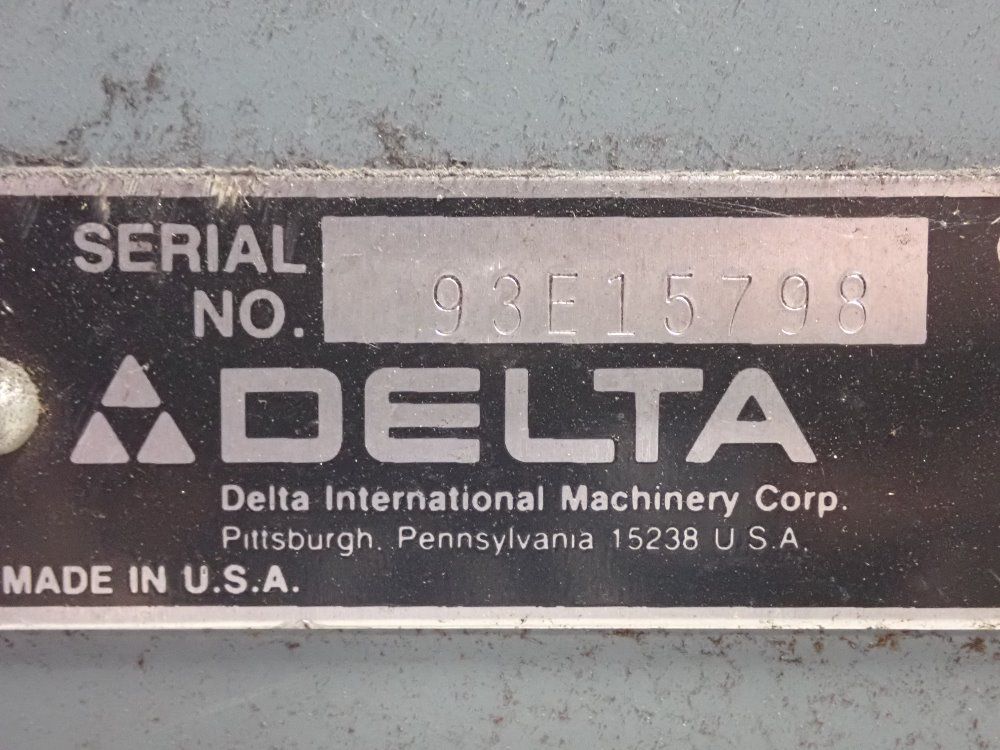 SERIAL
NO. 93E15798
DELTA
Delta International Machinery Corp.
Pittsburgh, Pennsylvania 15238 U.S.A.
MADE IN U.S.A.